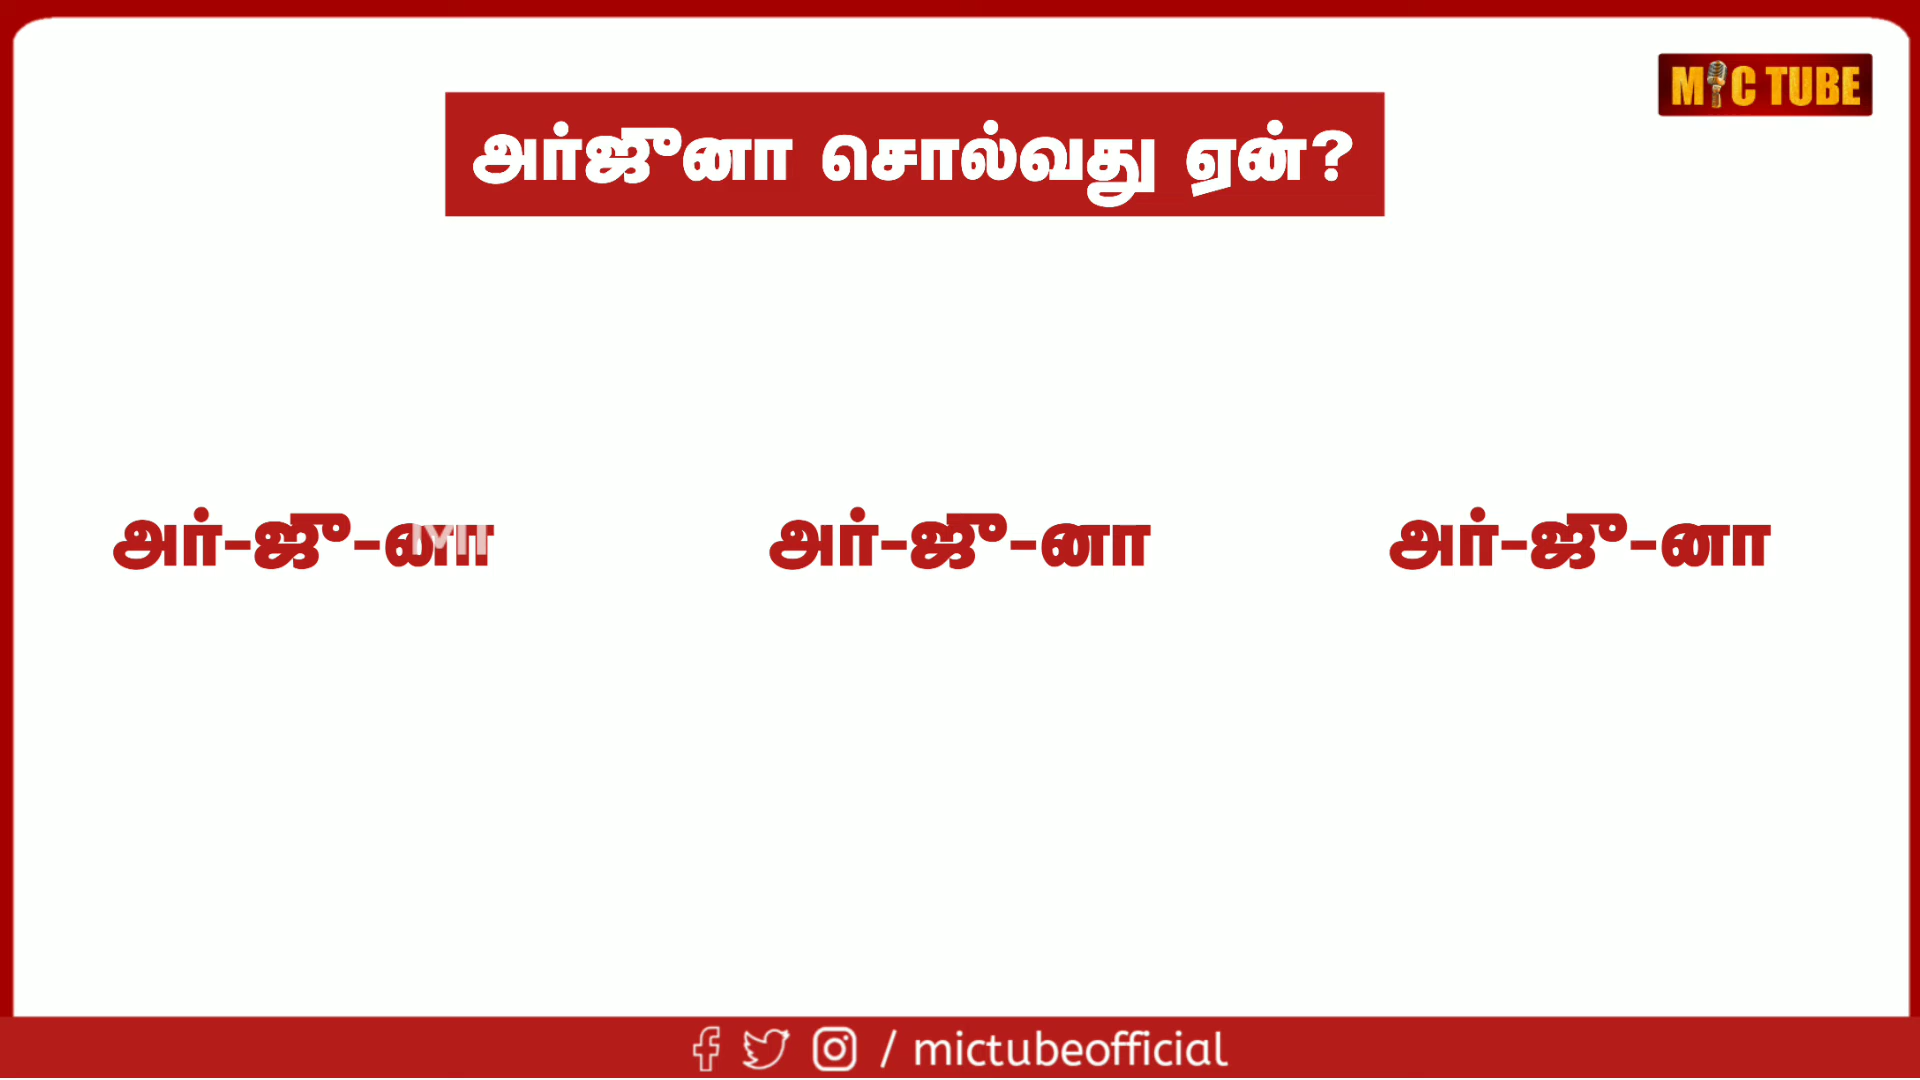 MIC TUBE
அர்ஜுனா சொல்வது ஏன்?
அர்-ஜு-னா அர்-ஜு-னா அர்-ஜு-னா
/ mictubeofficial